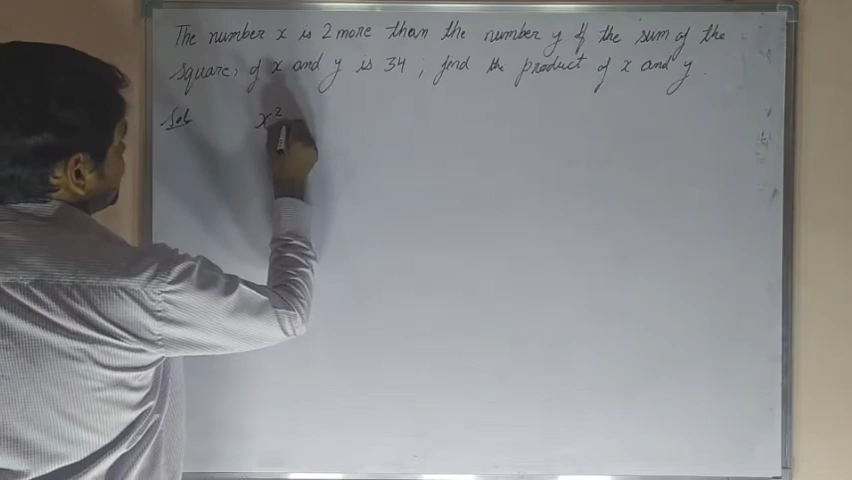 The number x is 2 more than the number y If the sum of the
squares of x and y is 34 ; find the product of x and y
Sol x²